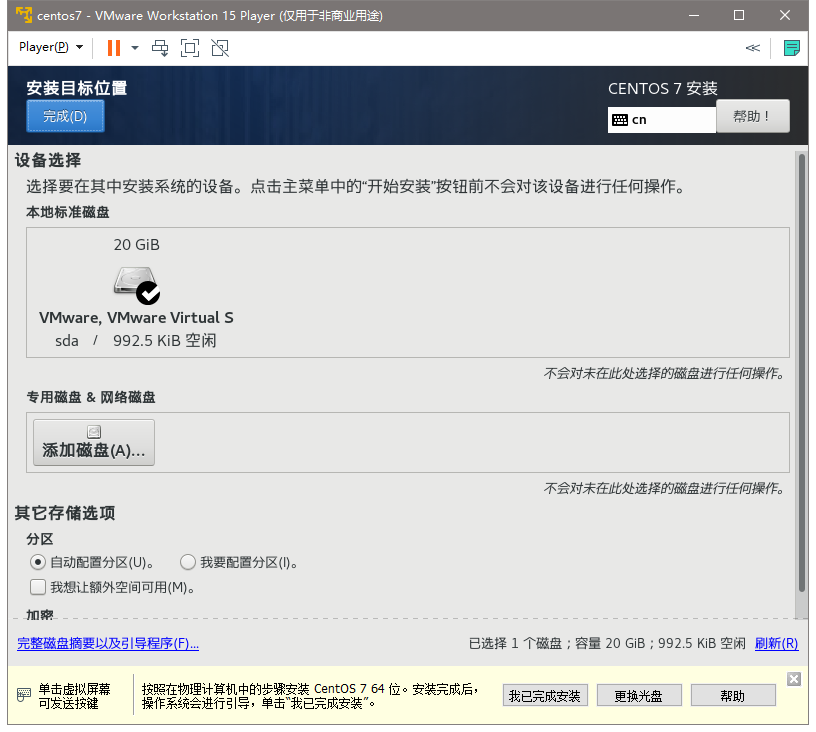 centos7 - VMware Workstation 15 Player (仅用于非商业用途)
Player(P)
安装目标位置
CENTOS 7 安装
完成(D)
cn
帮助！
设备选择
选择要在其中安装系统的设备。点击主菜单中的“开始安装”按钮前不会对该设备进行任何操作。
本地标准磁盘
20 GiB
VMware, VMware Virtual S
sda / 992.5 KiB 空闲
不会对未在此处选择的磁盘进行任何操作。
专用磁盘 & 网络磁盘
添加磁盘(A)...
不会对未在此处选择的磁盘进行任何操作。
其它存储选项
分区
自动配置分区(U)。 我要配置分区(I)。
我想让额外空间可用(M)。
加密
完整磁盘摘要以及引导程序(F)...
已选择 1 个磁盘；容量 20 GiB；992.5 KiB 空闲 刷新(R)
单击虚拟屏幕
可发送按键
按照在物理计算机中的步骤安装 CentOS 7 64 位。安装完成后，
操作系统会进行引导，单击“我已完成安装”。
我已完成安装
更换光盘
帮助